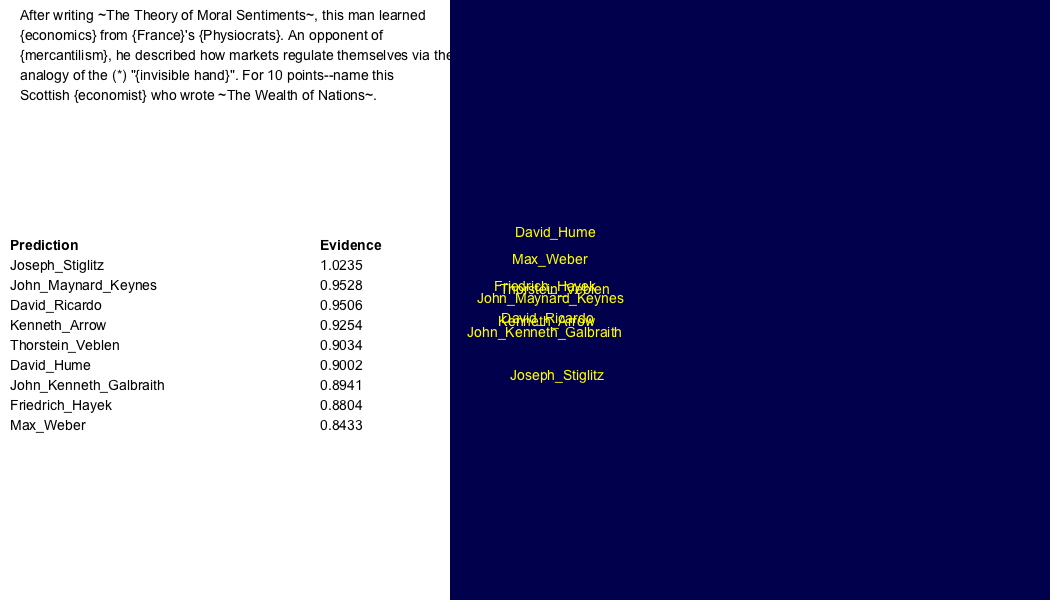 After writing ~The Theory of Moral Sentiments~, this man learned
{economics} from {France}'s {Physiocrats}. An opponent of
{mercantilism}, he described how markets regulate themselves via the
analogy of the (*) "{invisible hand}". For 10 points--name this
Scottish {economist} who wrote ~The Wealth of Nations~.
Prediction Evidence
Joseph_Stiglitz 1.0235
John_Maynard_Keynes 0.9528
David_Ricardo 0.9506
Kenneth_Arrow 0.9254
Thorstein_Veblen 0.9034
David_Hume 0.9002
John_Kenneth_Galbraith 0.8941
Friedrich_Hayek 0.8804
Max_Weber 0.8433
David_Hume
Max_Weber
Friedrich_Hayek
Thorstein_Veblen
John_Maynard_Keynes
David_Ricardo
Kenneth_Arrow
John_Kenneth_Galbraith
Joseph_Stiglitz